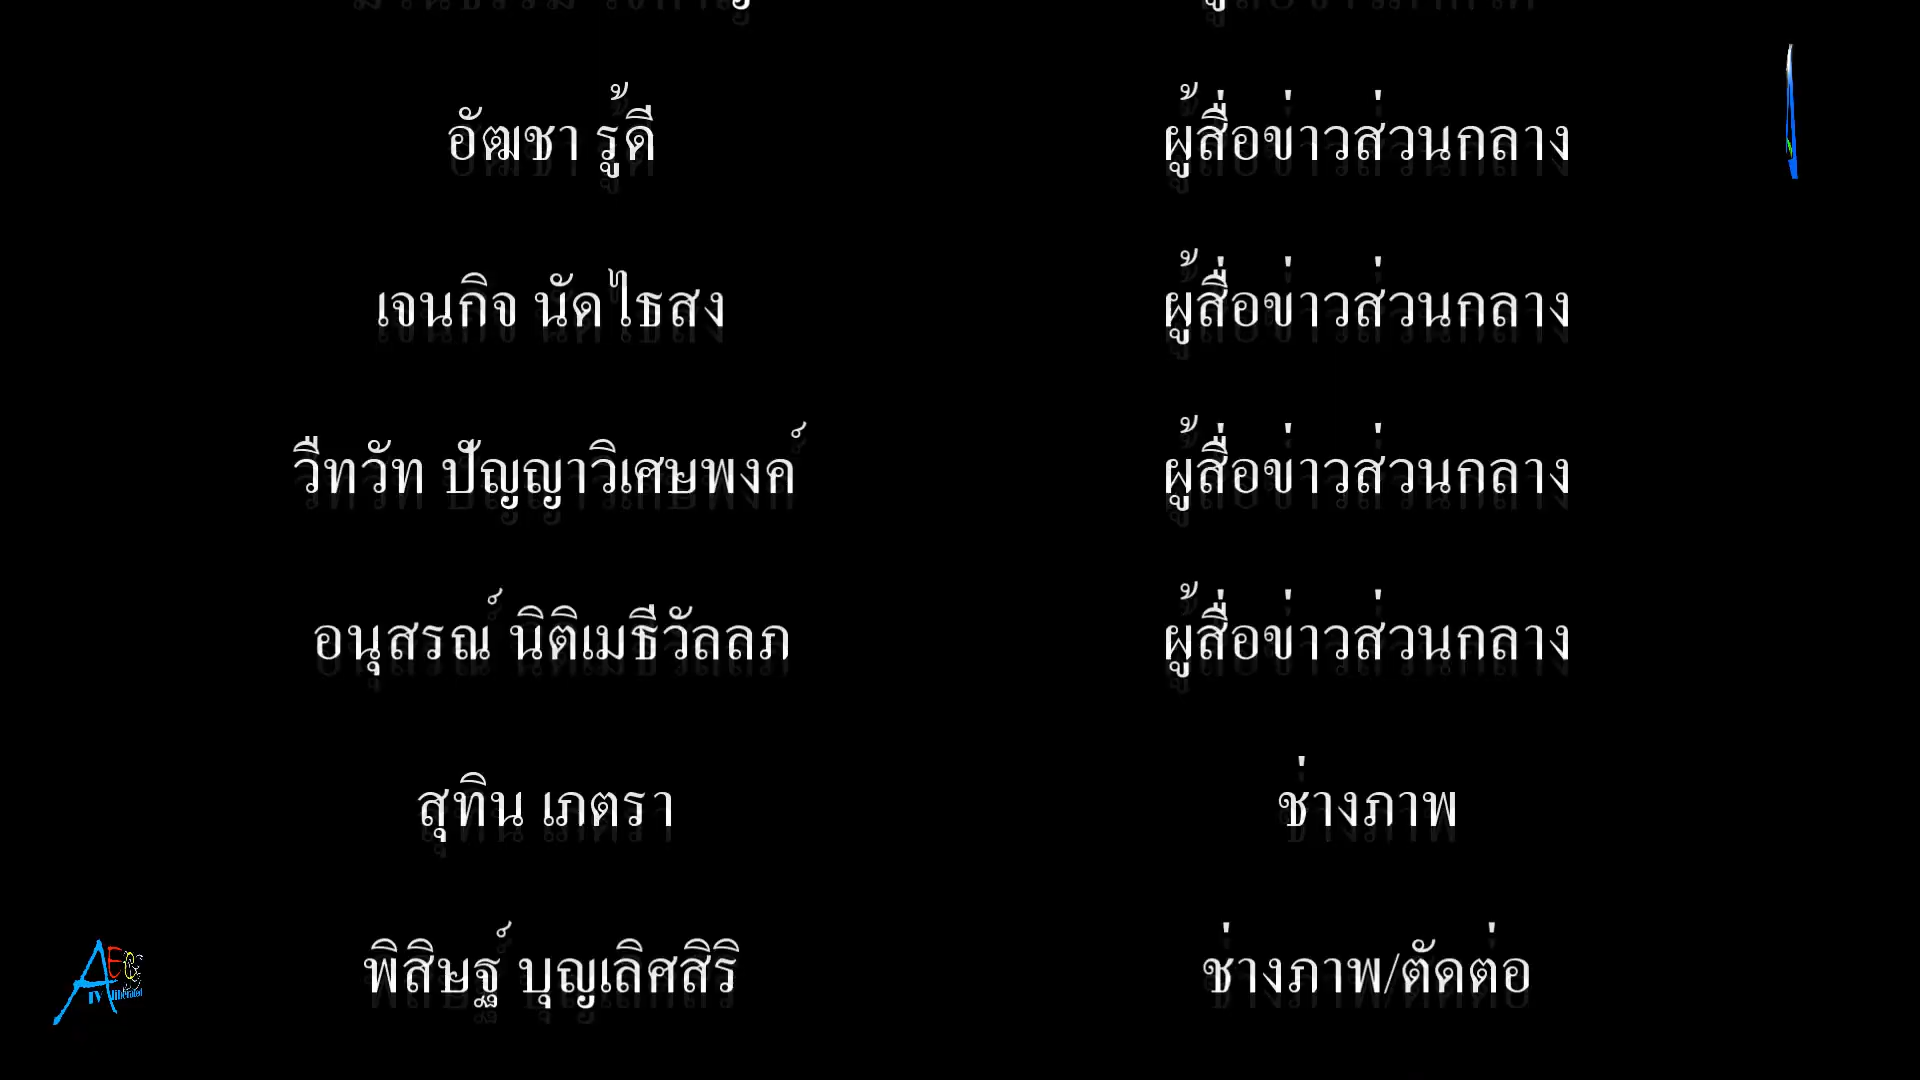 อัฒชา รู้ดี ผู้สื่อข่าวส่วนกลาง
เจนกิจ นัดไธสง ผู้สื่อข่าวส่วนกลาง
วืทวัท ปัญญาวิเศษพงค์ ผู้สื่อข่าวส่วนกลาง
อนุสรณ์ นิติเมธีวัลลภ ผู้สื่อข่าวส่วนกลาง
สุทิน เภตรา ช่างภาพ
พิสิษฐ์ บุญเลิศสิริ ช่างภาพ/ตัดต่อ